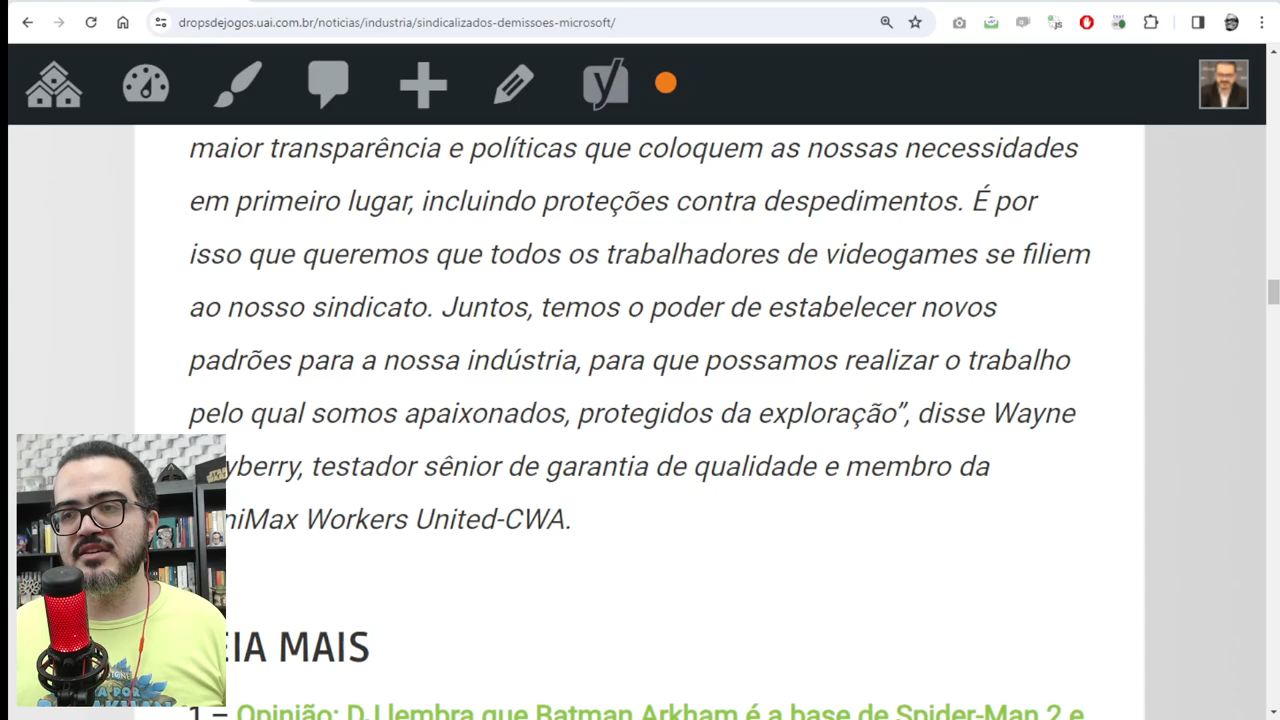 dropsdejogos.uai.com.br/noticias/industria/sindicalizados-demissoes-microsoft/
maior transparência e políticas que coloquem as nossas necessidades
em primeiro lugar, incluindo proteções contra despedimentos. É por
isso que queremos que todos os trabalhadores de videogames se filiem
ao nosso sindicato. Juntos, temos o poder de estabelecer novos
padrões para a nossa indústria, para que possamos realizar o trabalho
pelo qual somos apaixonados, protegidos da exploração”, disse Wayne
yberry, testador sênior de garantia de qualidade e membro da
niMax Workers United-CWA.
EIA MAIS
1 – Opinião: DJ lembra que Batman Arkham é a base de Spider-Man 2 e